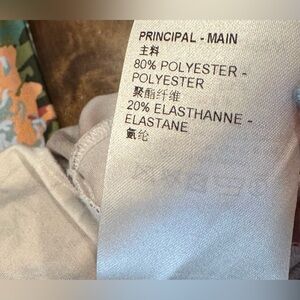 PRINCIPAL - MAIN
主料
80% POLYESTER -
POLYESTER
聚酯纤维
20% ELASTHANNE -
ELASTANE
氨纶